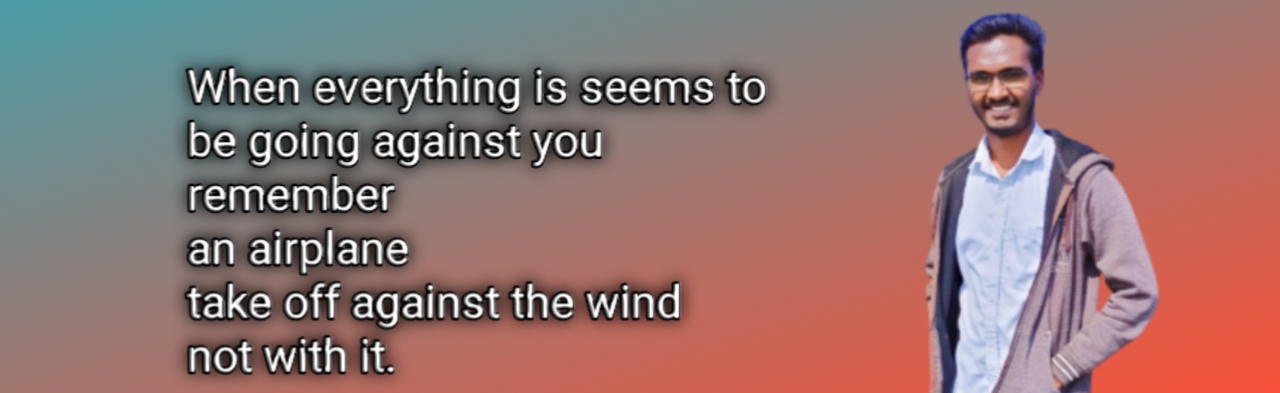 When everything is seems to
be going against you
remember
an airplane
take off against the wind
not with it.